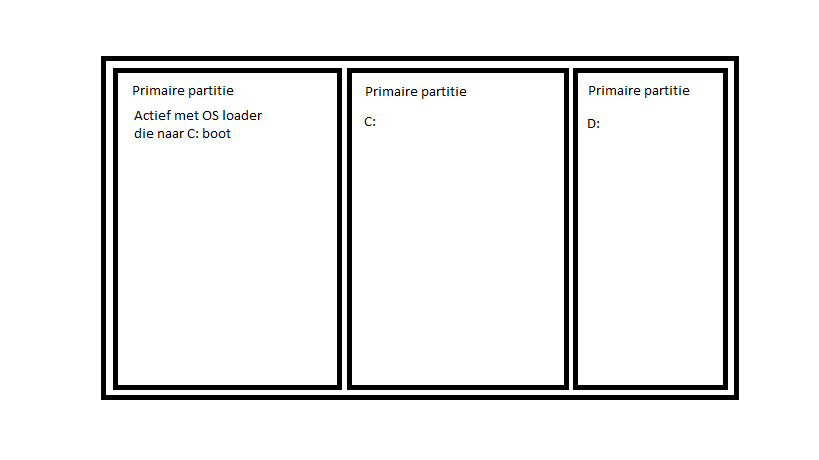 Primaire partitie
Actief met OS loader
die naar C: boot
Primaire partitie
C:
Primaire partitie
D: